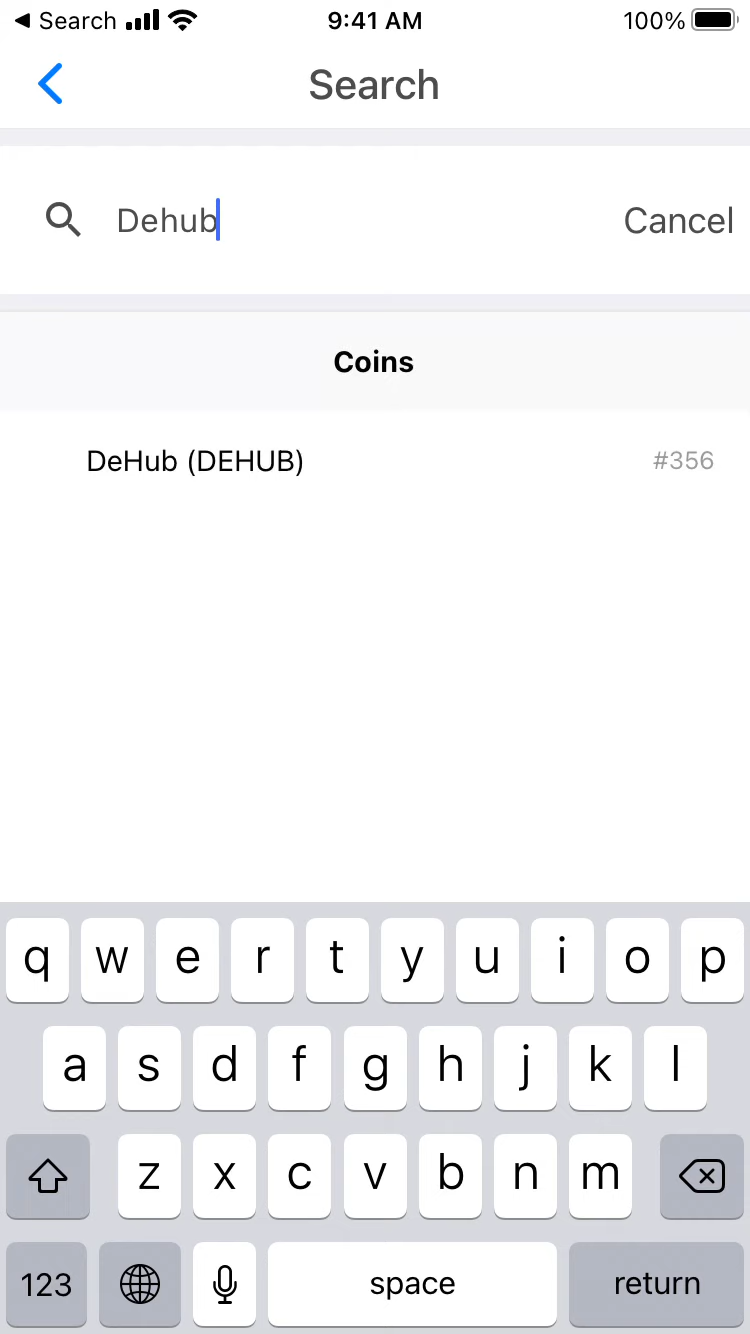 Search 9:41 AM 100%
Search
Dehub Cancel
Coins
DeHub (DEHUB) #356
q w e r t y u i o p
a s d f g h j k l
z x c v b n m
123 space return